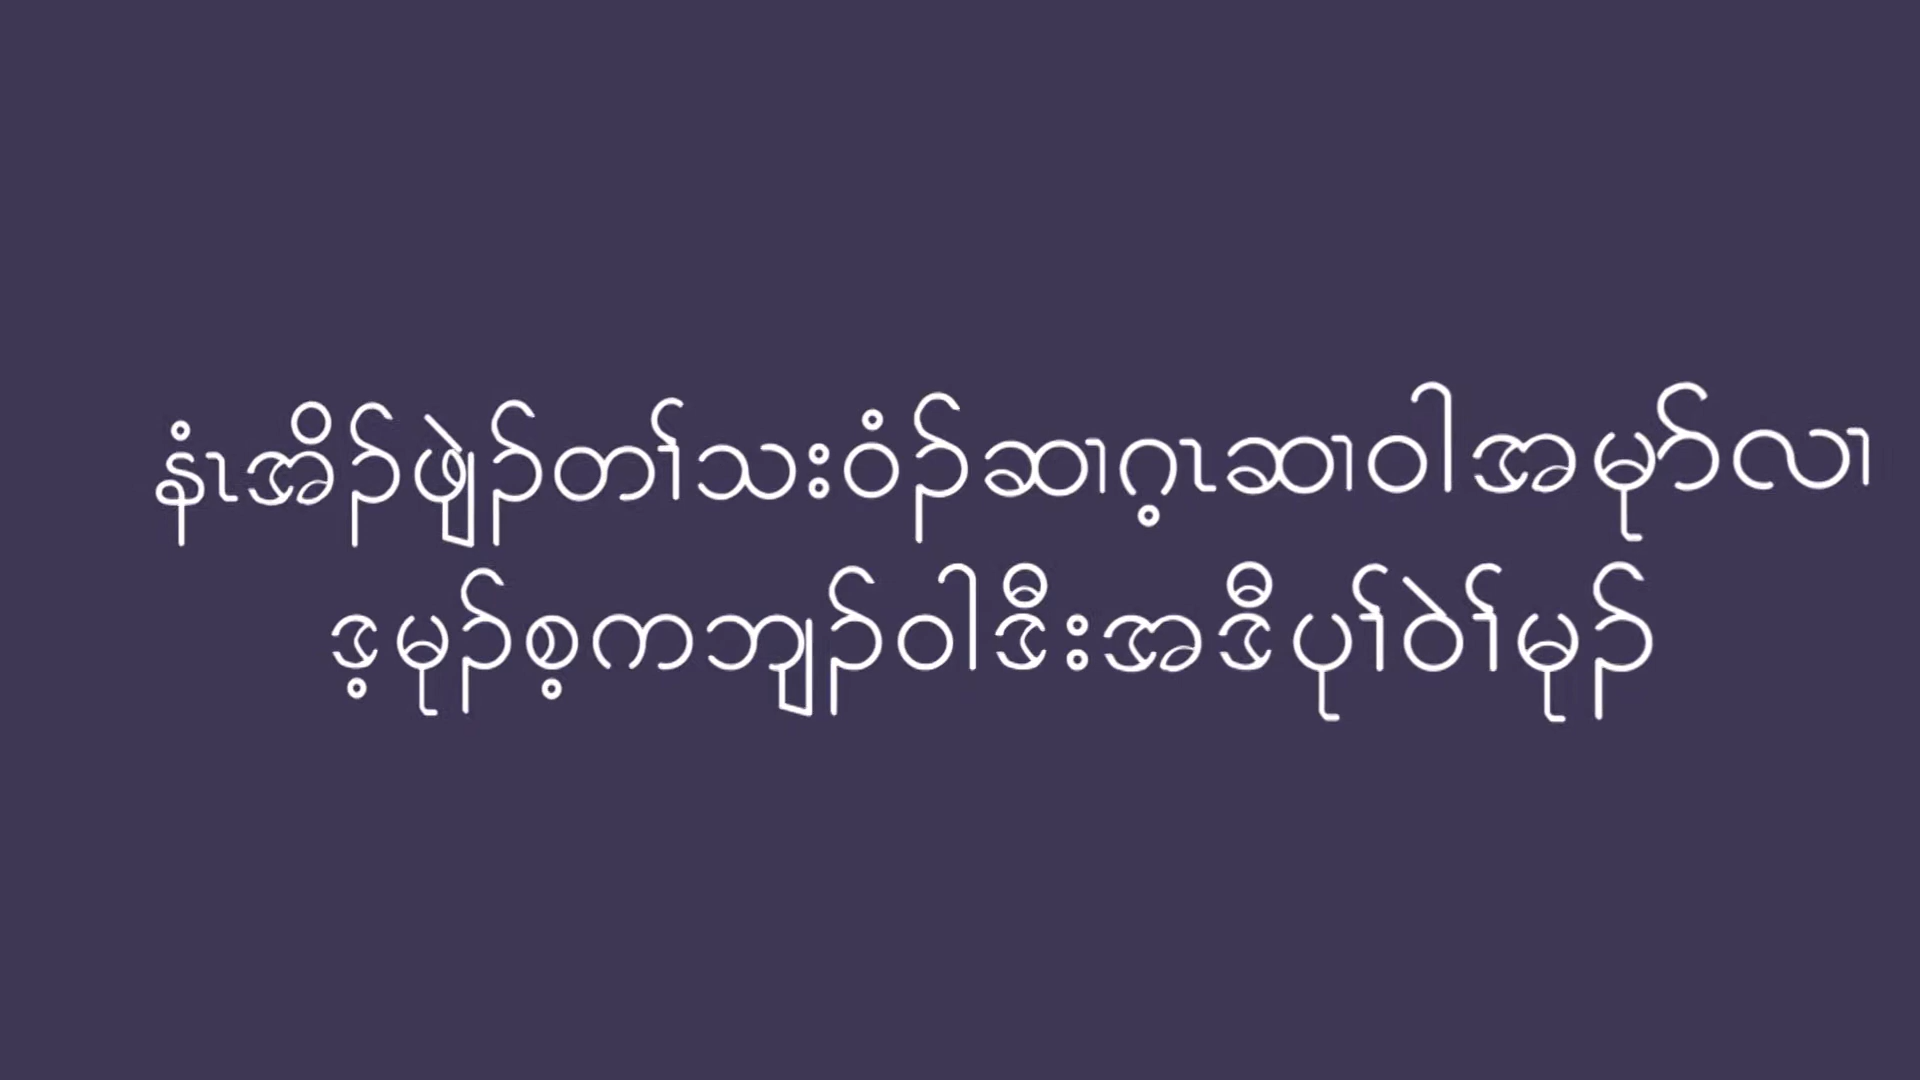 နံၤအိၣ်ဖျဲၣ်တၢ်သးဝံၣ်ဆၢဂ့ၤဆၢဝါအမုာ်လၢ
ဒ့မုၣ်စ့ကဘျၣ်ဝါဒီးအဒီပုၢ်ဝဲၢ်မုၣ်